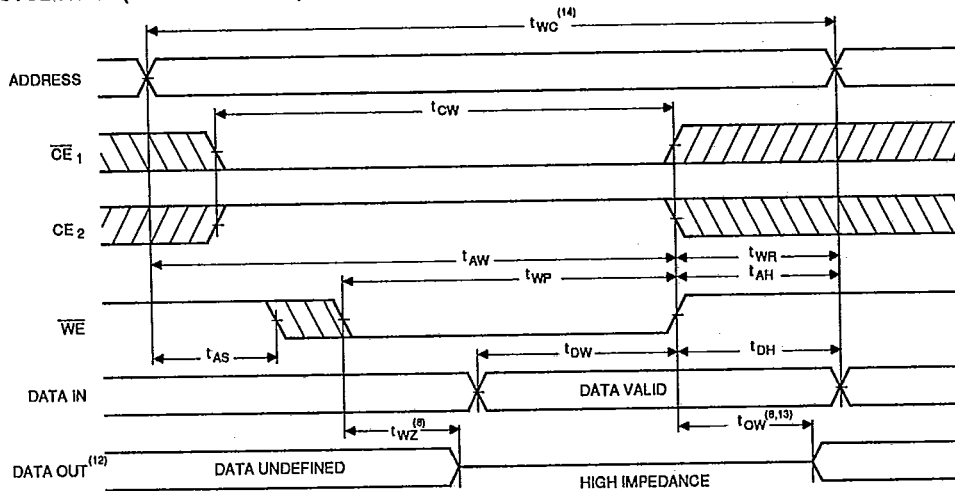 tWC(14)
ADDRESS
tCW
CE1
CE2
tAW
tWR
tWP
tAH
WE
tAS
tDW
tDH
DATA IN
DATA VALID
tWZ(8)
tOW(8,13)
DATA OUT(12)
DATA UNDEFINED
HIGH IMPEDANCE